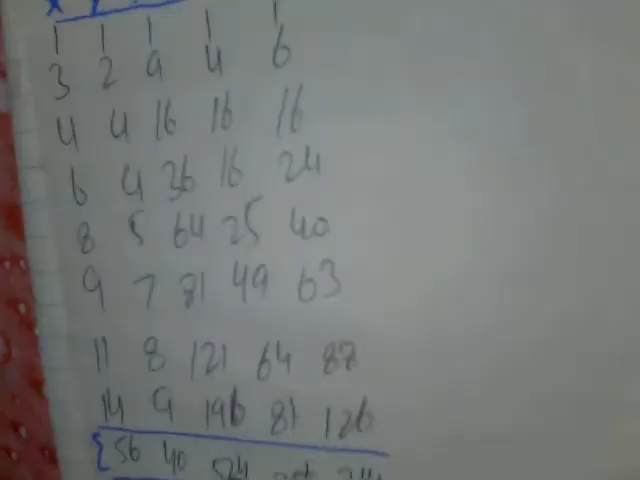 1 1 1 1 1
3 2 9 4 6
4 4 16 16 16
6 4 36 16 24
8 5 64 25 40
9 7 81 49 63
11 8 121 64 88
14 9 196 81 126
56 40 524